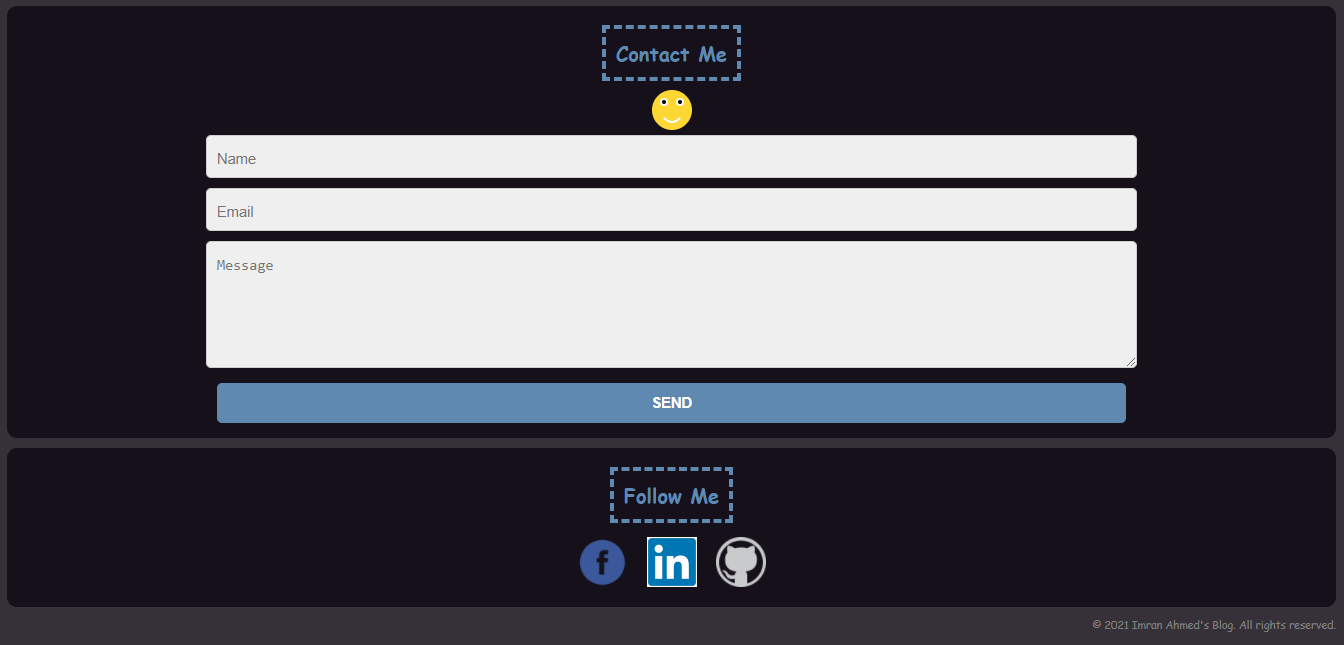 Contact Me
Name
Email
Message
SEND
Follow Me
f in
© 2021 Imran Ahmed's Blog. All rights reserved.